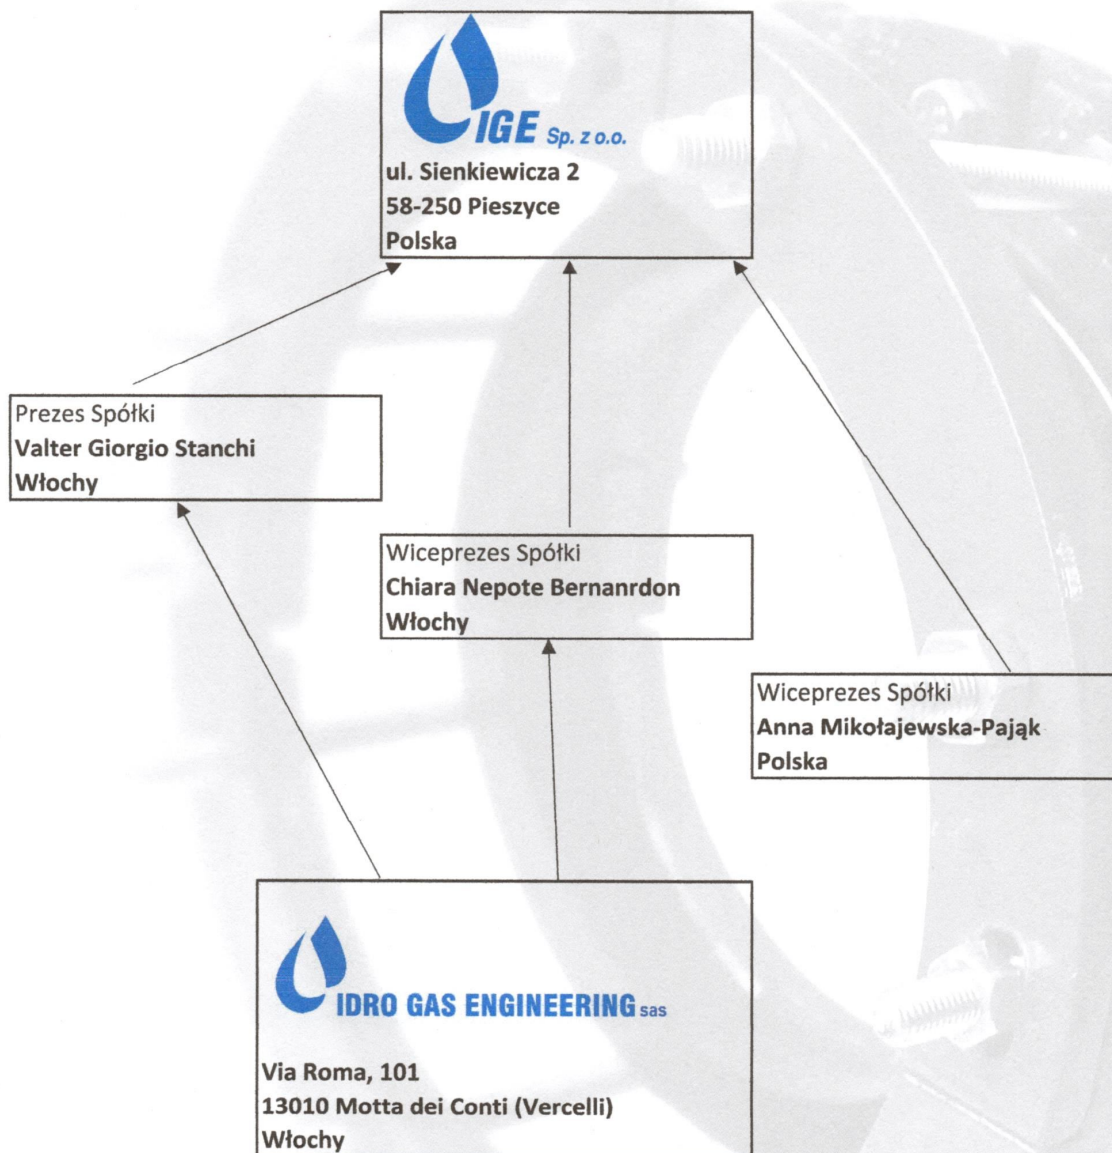 IGE Sp. z o.o.
ul. Sienkiewicza 2
58-250 Pieszyce
Polska
Prezes Spółki
Valter Giorgio Stanchi
Włochy
Wiceprezes Spółki
Chiara Nepote Bernanrdon
Włochy
Wiceprezes Spółki
Anna Mikołajewska-Pająk
Polska
IDRO GAS ENGINEERING sas
Via Roma, 101
13010 Motta dei Conti (Vercelli)
Włochy